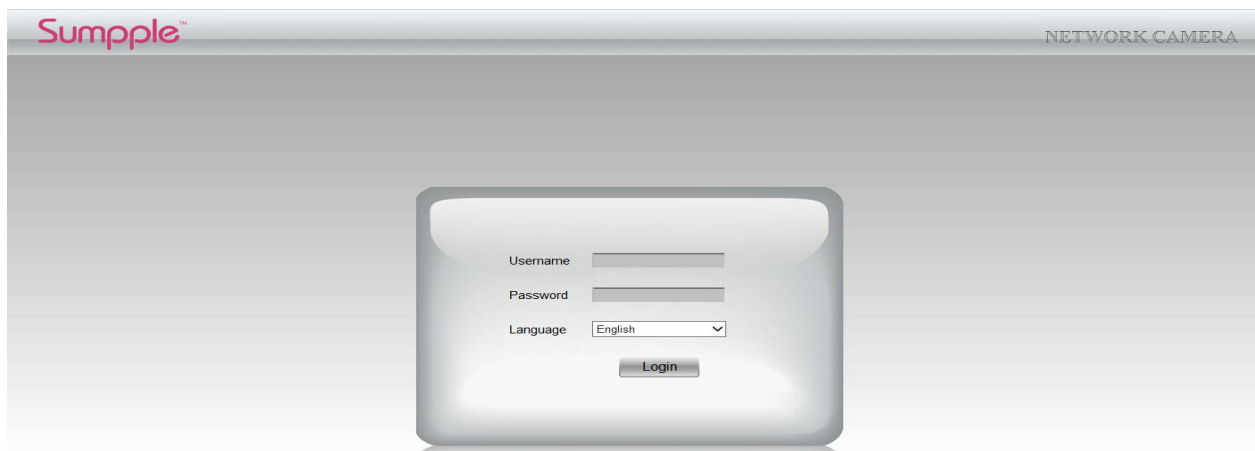 Sumpple™
NETWORK CAMERA
Username
Password
Language English
Login